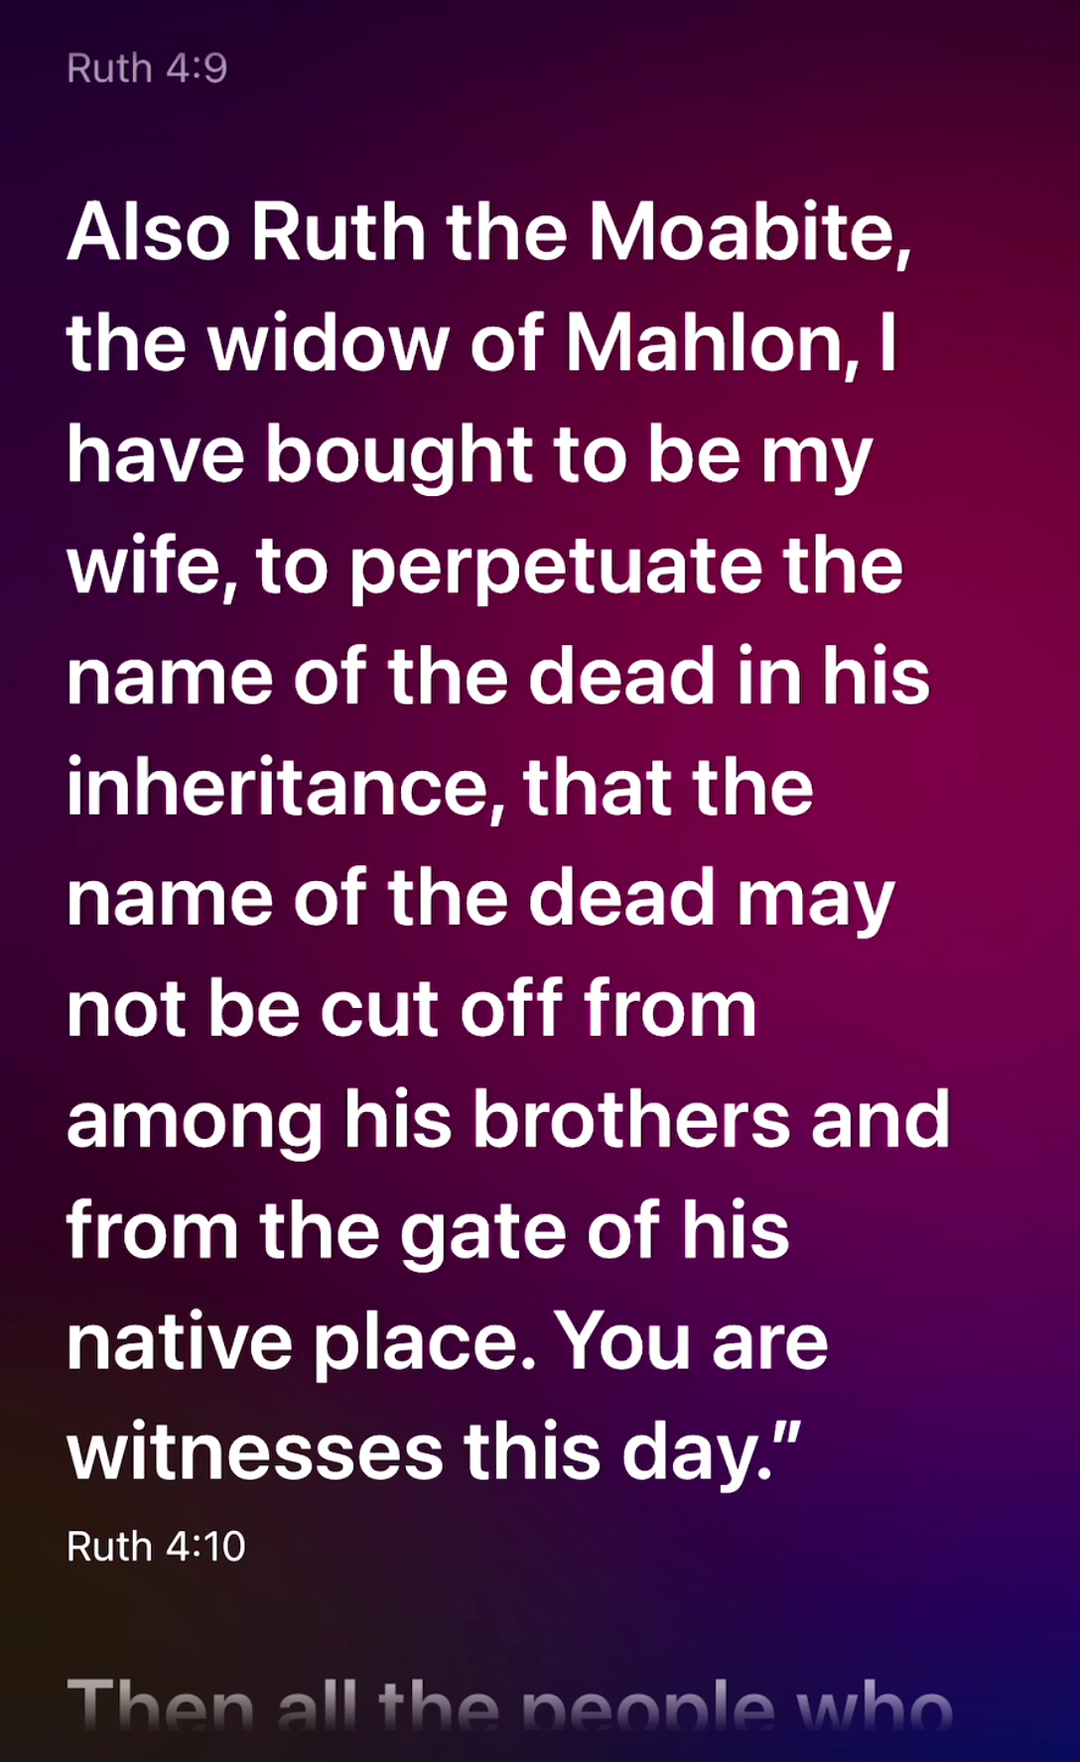 Ruth 4:9
Also Ruth the Moabite,
the widow of Mahlon, I
have bought to be my
wife, to perpetuate the
name of the dead in his
inheritance, that the
name of the dead may
not be cut off from
among his brothers and
from the gate of his
native place. You are
witnesses this day.”
Ruth 4:10
Then all the people who